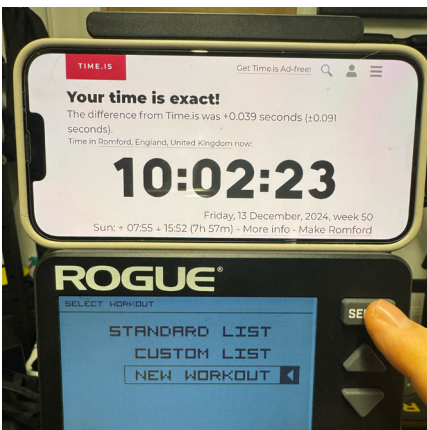 TIME.IS
Get Time.is Ad-free!
Your time is exact!
The difference from Time.is was +0.039 seconds (±0.091
seconds).
Time in Romford, England, United Kingdom now:
10:02:23
Friday, 13 December, 2024, week 50
Sun: ↑ 07:55 ↓ 15:52 (7h 57m) - More info - Make Romford
ROGUE®
SELECT WORKOUT
STANDARD LIST
CUSTOM LIST
NEW WORKOUT